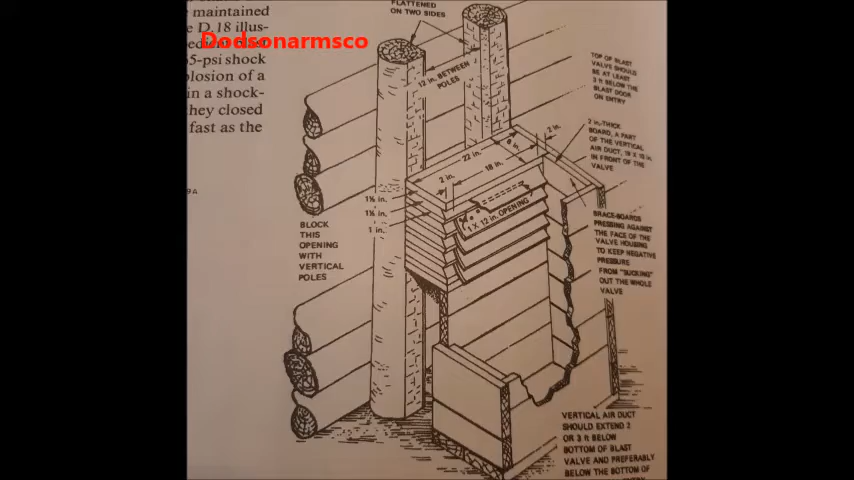 maintained
e D.18 illus-
Dodsonarmsco
5-psi shock
plosion of a
in a shock-
they closed
fast as the
FLATTENED
ON TWO SIDES
12 in. BETWEEN
POLES
TOP OF BLAST
VALVE SHOULD
BE AT LEAST
3 ft BELOW THE
BLAST DOOR
ON ENTRY
2 in.-THICK
BOARD, A PART
OF THE VERTICAL
AIR DUCT, 19 X 18 in.
IN FRONT OF THE
VALVE
2 in.
6 in.
22 in.
18 in.
2 in.
1½ in.
1½ in.
1 in.
1 X 12 in. OPENING
BLOCK
THIS
OPENING
WITH
VERTICAL
POLES
BRACE-BOARDS
PRESSING AGAINST
THE FACE OF THE
VALVE HOUSING
TO KEEP NEGATIVE
PRESSURE
FROM "SUCKING"
OUT THE WHOLE
VALVE
VERTICAL AIR DUCT
SHOULD EXTEND 2
OR 3 ft BELOW
BOTTOM OF BLAST
VALVE AND PREFERABLY
BELOW THE BOTTOM OF